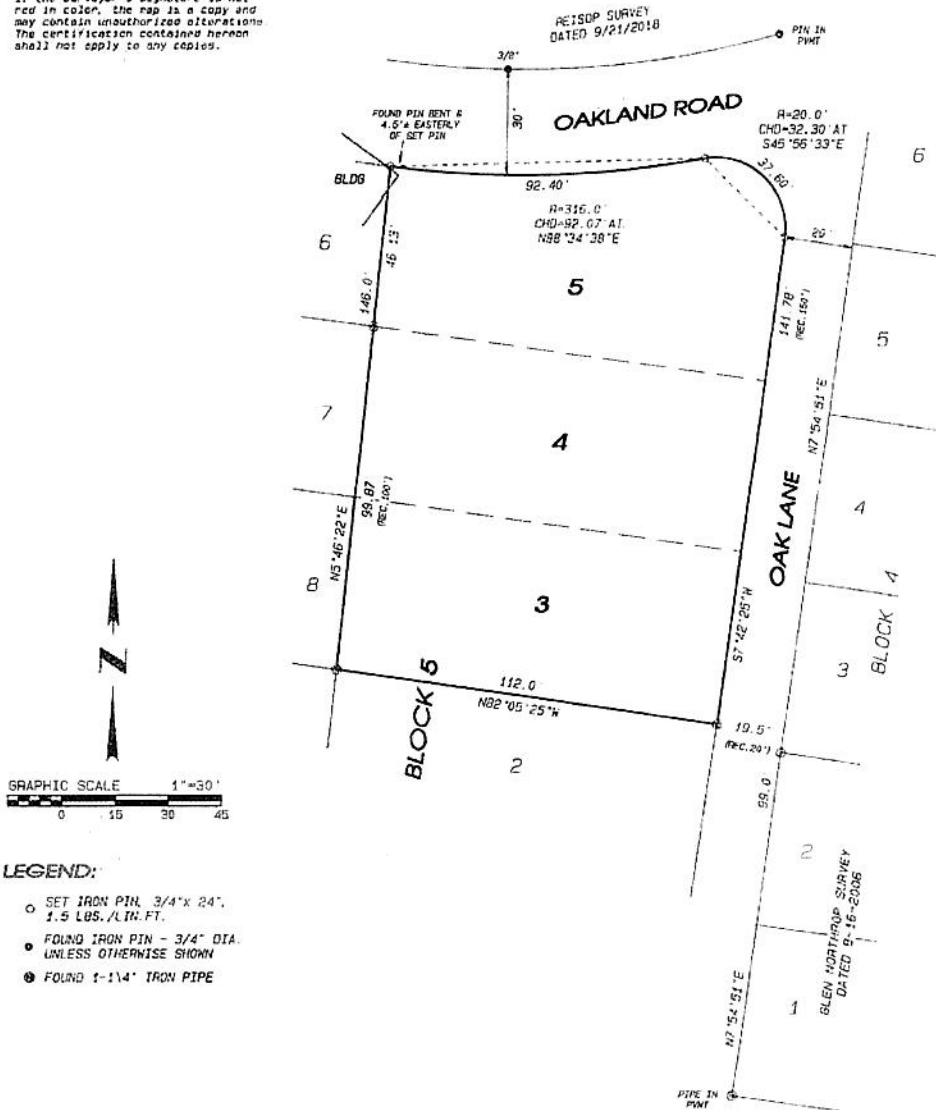 red in color, the map is a copy and
may contain unauthorized alterations.
The certification contained hereon
shall not apply to any copies.
REISDP SURVEY
DATED 9/21/2018
PIN IN
PVMT
3/8"
30'
OAKLAND ROAD
FOUND PIN BENT &
4.5'± EASTERLY
OF SET PIN
R=20.0'
CHD=32.30' AT
S45°56'33"E
37.60'
6
BLDG
92.40'
R=316.0'
CHD=92.07' AT
N88°34'38"E
20'
6
46.13'
146.0'
5
141.78'
(REC.150')
5
7
4
N7°54'51"E
OAK LANE
4
99.87
(REC.100')
N5°46'22"E
8
3
S7°42'25"W
3
BLOCK 4
112.0'
N82°05'25"W
BLOCK 5
2
19.5'
(REC.20')
99.0'
2
GLEN NORTHROP SURVEY
DATED 9-16-2006
1
N7°54'51"E
PIPE IN
PVMT
N
GRAPHIC SCALE 1"=30'
0 15 30 45
LEGEND:
SET IRON PIN, 3/4"x 24",
1.5 LBS./LIN.FT.
FOUND IRON PIN - 3/4" DIA.
UNLESS OTHERWISE SHOWN
FOUND 1-1\4" IRON PIPE